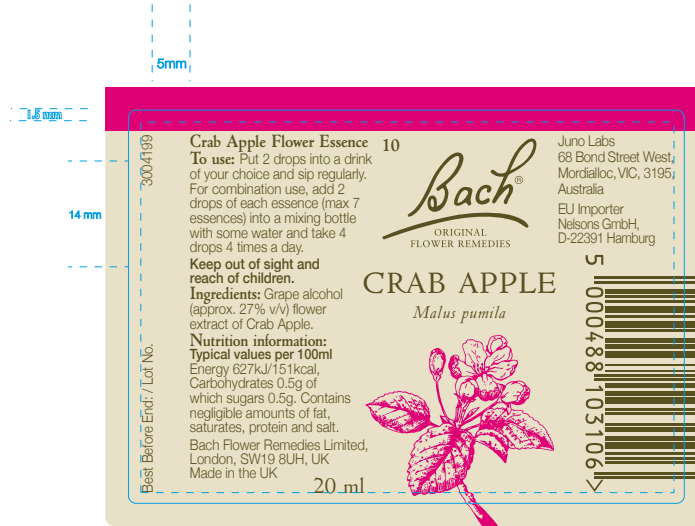 5mm
1.5 mm
14 mm
3004199
Best Before End: / Lot No.
Crab Apple Flower Essence
To use: Put 2 drops into a drink
of your choice and sip regularly.
For combination use, add 2
drops of each essence (max 7
essences) into a mixing bottle
with some water and take 4
drops 4 times a day.
Keep out of sight and
reach of children.
Ingredients: Grape alcohol
(approx. 27% v/v) flower
extract of Crab Apple.
Nutrition information:
Typical values per 100ml
Energy 627kJ/151kcal,
Carbohydrates 0.5g of
which sugars 0.5g. Contains
negligible amounts of fat,
saturates, protein and salt.
Bach Flower Remedies Limited,
London, SW19 8UH, UK
Made in the UK
20 ml
10
Bach®
ORIGINAL
FLOWER REMEDIES
CRAB APPLE
Malus pumila
Juno Labs
68 Bond Street West,
Mordialloc, VIC, 3195,
Australia
EU Importer
Nelsons GmbH,
D-22391 Hamburg
5 000488 103106 >